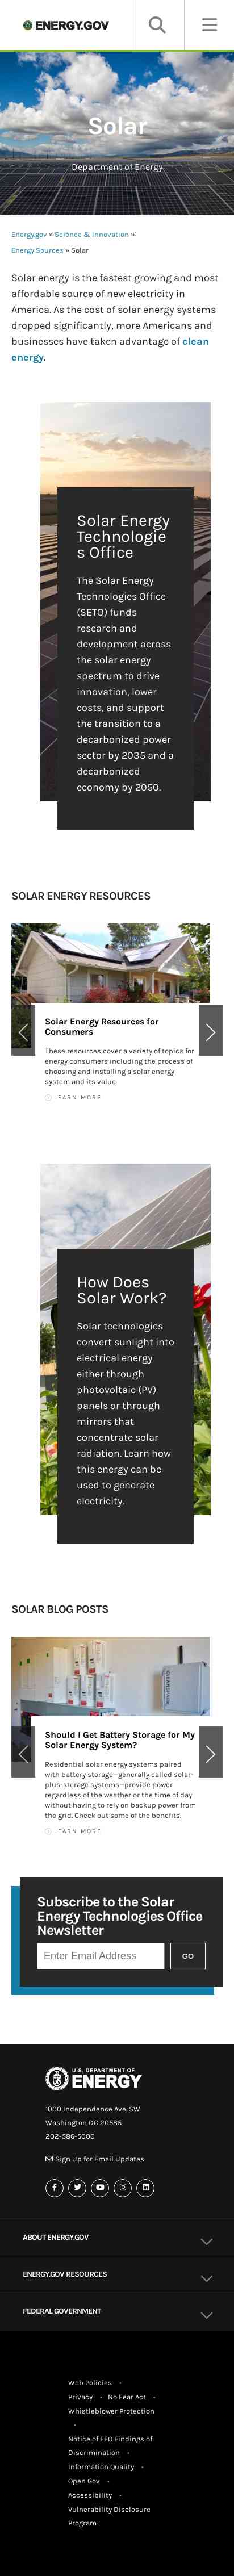 ENERGY.GOV
Solar
Department of Energy
Energy.gov » Science & Innovation »
Energy Sources » Solar
Solar energy is the fastest growing and most
affordable source of new electricity in
America. As the cost of solar energy systems
dropped significantly, more Americans and
businesses have taken advantage of clean
energy.
Solar Energy
Technologie
s Office
The Solar Energy
Technologies Office
(SETO) funds
research and
development across
the solar energy
spectrum to drive
innovation, lower
costs, and support
the transition to a
decarbonized power
sector by 2035 and a
decarbonized
economy by 2050.
SOLAR ENERGY RESOURCES
Solar Energy Resources for
Consumers
These resources cover a variety of topics for
energy consumers including the process of
choosing and installating a solar energy
system and its value.
LEARN MORE
How Does
Solar Work?
Solar technologies
convert sunlight into
electrical energy
either through
photovoltaic (PV)
panels or through
mirrors that
concentrate solar
radiation. Learn how
this energy can be
used to generate
electricity.
SOLAR BLOG POSTS
Should I Get Battery Storage for My
Solar Energy System?
Residential solar energy systems paired
with battery storage—generally called solar-
plus-storage systems—provide power
regardless of the weather or the time of day
without having to rely on backup power from
the grid. Check out some of the benefits.
LEARN MORE
Subscribe to the Solar
Energy Technologies Office
Newsletter
Enter Email Address
GO
U.S. DEPARTMENT OF
ENERGY
1000 Independence Ave. SW
Washington DC 20585
202-586-5000
Sign Up for Email Updates
ABOUT ENERGY.GOV
ENERGY.GOV RESOURCES
FEDERAL GOVERNMENT
Web Policies •
Privacy • No Fear Act •
Whistleblower Protection
•
Notice of EEO Findings of
Discrimination •
Information Quality •
Open Gov •
Accessibility •
Vulnerability Disclosure
Program